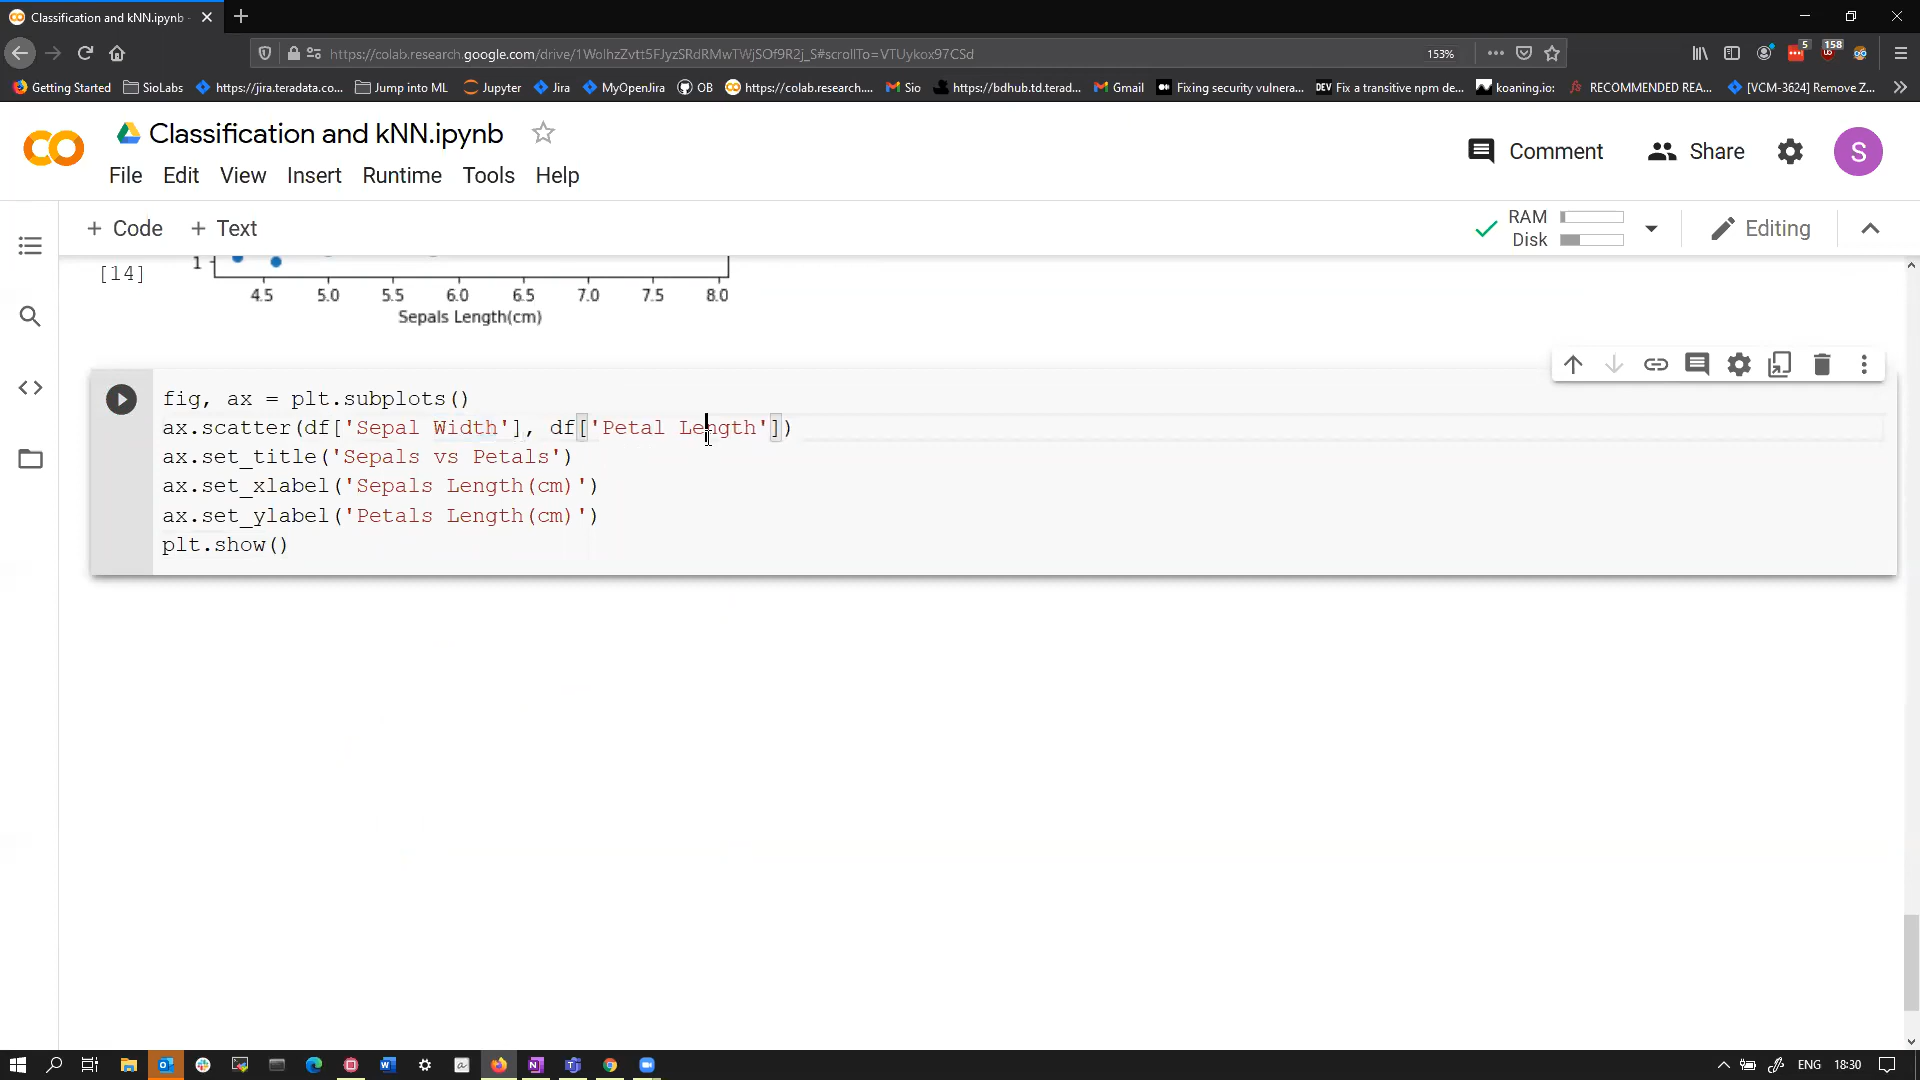 Classification and kNN.ipynb -
https://colab.research.google.com/drive/1WolhzZvtt5FJyzSRdRMwTWjSOf9R2j_S#scrollTo=VTUykox97CSd
153%
5
158
Getting Started
SioLabs
https://jira.teradata.co...
Jump into ML
Jupyter
Jira
MyOpenJira
OB
https://colab.research....
Sio
https://bdhub.td.terad...
Gmail
Fixing security vulnera...
DEV
Fix a transitive npm de...
koaning.io:
RECOMMENDED REA...
[VCM-3624] Remove Z...
Classification and kNN.ipynb
Comment
Share
S
File Edit View Insert Runtime Tools Help
+ Code + Text
RAM
Disk
Editing
[14]
1
4.5 5.0 5.5 6.0 6.5 7.0 7.5 8.0
Sepals Length(cm)
fig, ax = plt.subplots()
ax.scatter(df['Sepal Width'], df['Petal Length'])
ax.set_title('Sepals vs Petals')
ax.set_xlabel('Sepals Length(cm)')
ax.set_ylabel('Petals Length(cm)')
plt.show()
ENG
18:30